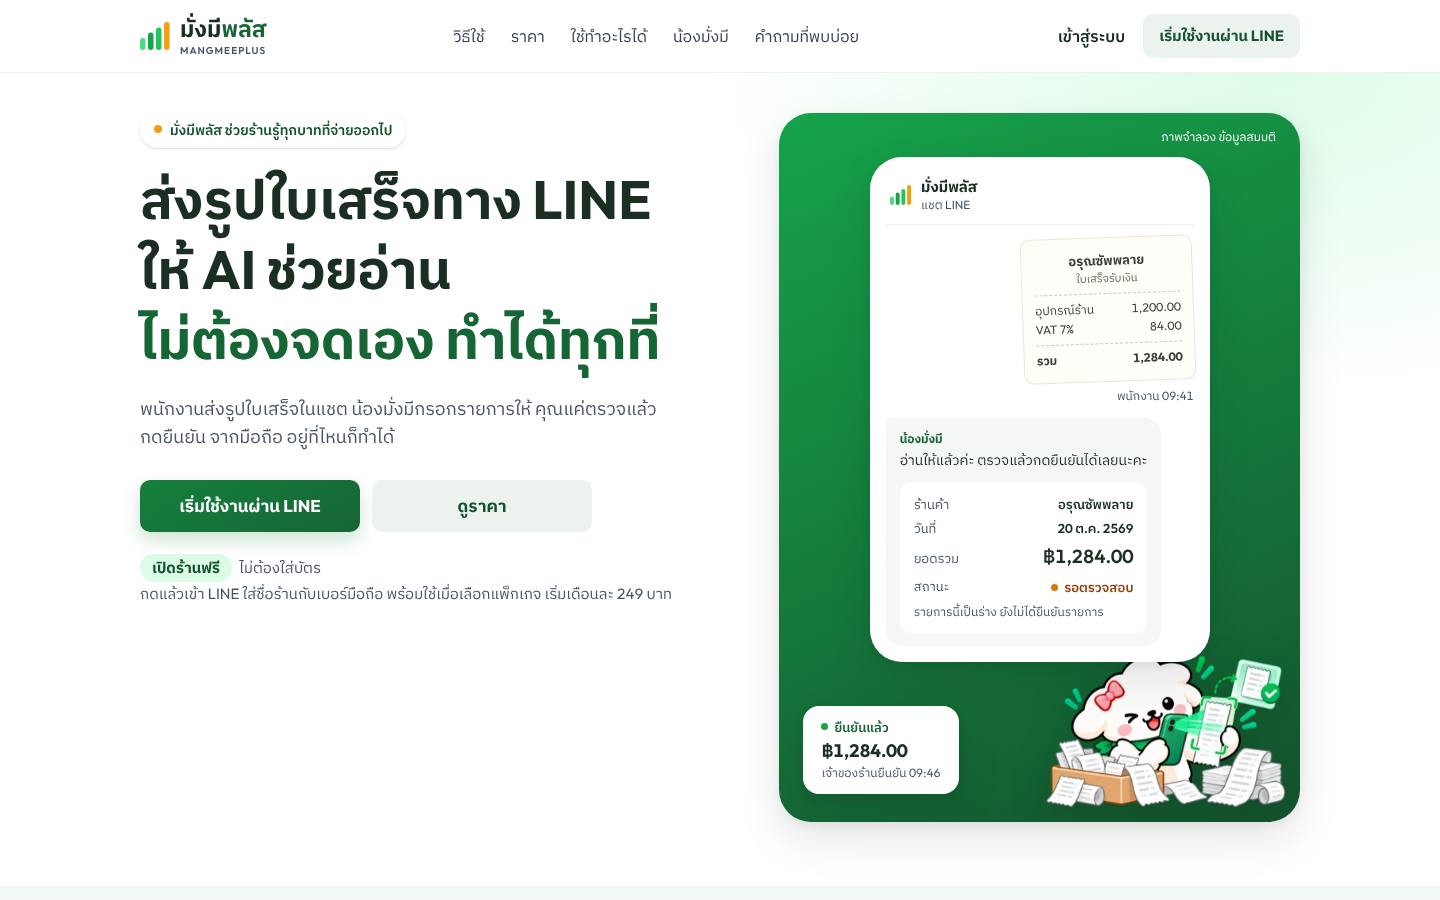 มั่งมีพลัส
MANGMEEPLUS
วิธีใช้
ราคา
ใช้ทำอะไรได้
น้องมั่งมี
คำถามที่พบบ่อย
เข้าสู่ระบบ
เริ่มใช้งานผ่าน LINE
มั่งมีพลัส ช่วยร้านรู้ทุกบาทที่จ่ายออกไป
ส่งรูปใบเสร็จทาง LINE
ให้ AI ช่วยอ่าน
ไม่ต้องจดเอง ทำได้ทุกที่
พนักงานส่งรูปใบเสร็จในแชต น้องมั่งมีกรอกรายการให้ คุณแค่ตรวจแล้ว
กดยืนยัน จากมือถือ อยู่ที่ไหนก็ทำได้
เริ่มใช้งานผ่าน LINE
ดูราคา
เปิดร้านฟรี ไม่ต้องใส่บัตร
กดแล้วเข้า LINE ใส่ชื่อร้านกับเบอร์มือถือ พร้อมใช้เมื่อเลือกแพ็กเกจ เริ่มเดือนละ 249 บาท
ภาพจำลอง ข้อมูลสมมติ
มั่งมีพลัส
แชต LINE
อรุณซัพพลาย
ใบเสร็จรับเงิน
อุปกรณ์ร้าน 1,200.00
VAT 7% 84.00
รวม 1,284.00
พนักงาน 09:41
น้องมั่งมี
อ่านให้แล้วค่ะ ตรวจแล้วกดยืนยันได้เลยนะคะ
ร้านค้า อรุณซัพพลาย
วันที่ 20 ต.ค. 2569
ยอดรวม ฿1,284.00
สถานะ รอตรวจสอบ
รายการนี้เป็นร่าง ยังไม่ได้ยืนยันรายการ
ยืนยันแล้ว
฿1,284.00
เจ้าของร้านยืนยัน 09:46